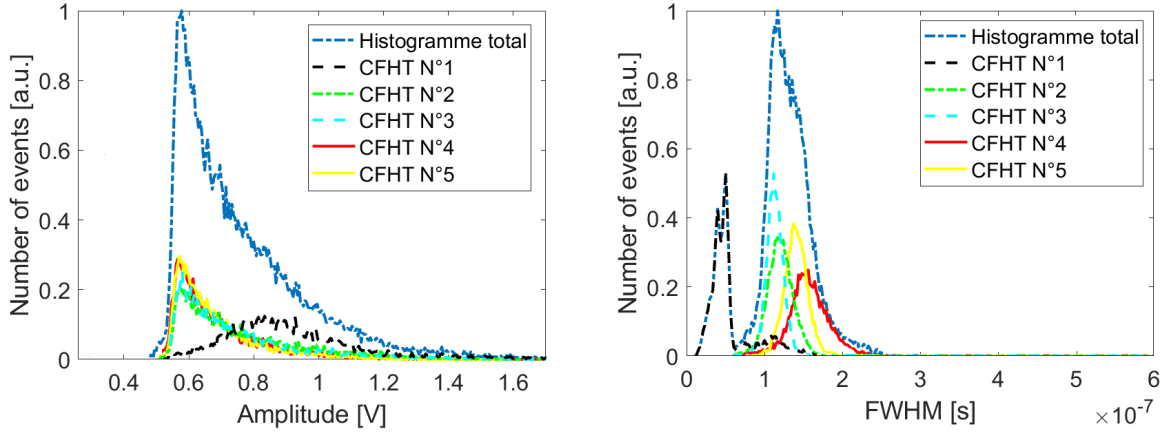 Number of events [a.u.]
1
0.8
0.6
0.4
0.2
0
0.4
0.6
0.8
1
1.2
1.4
1.6
Amplitude [V]
Histogramme total
CFHT N°1
CFHT N°2
CFHT N°3
CFHT N°4
CFHT N°5
Number of events [a.u.]
1
0.8
0.6
0.4
0.2
0
0
1
2
3
4
5
6
×10⁻⁷
FWHM [s]
Histogramme total
CFHT N°1
CFHT N°2
CFHT N°3
CFHT N°4
CFHT N°5